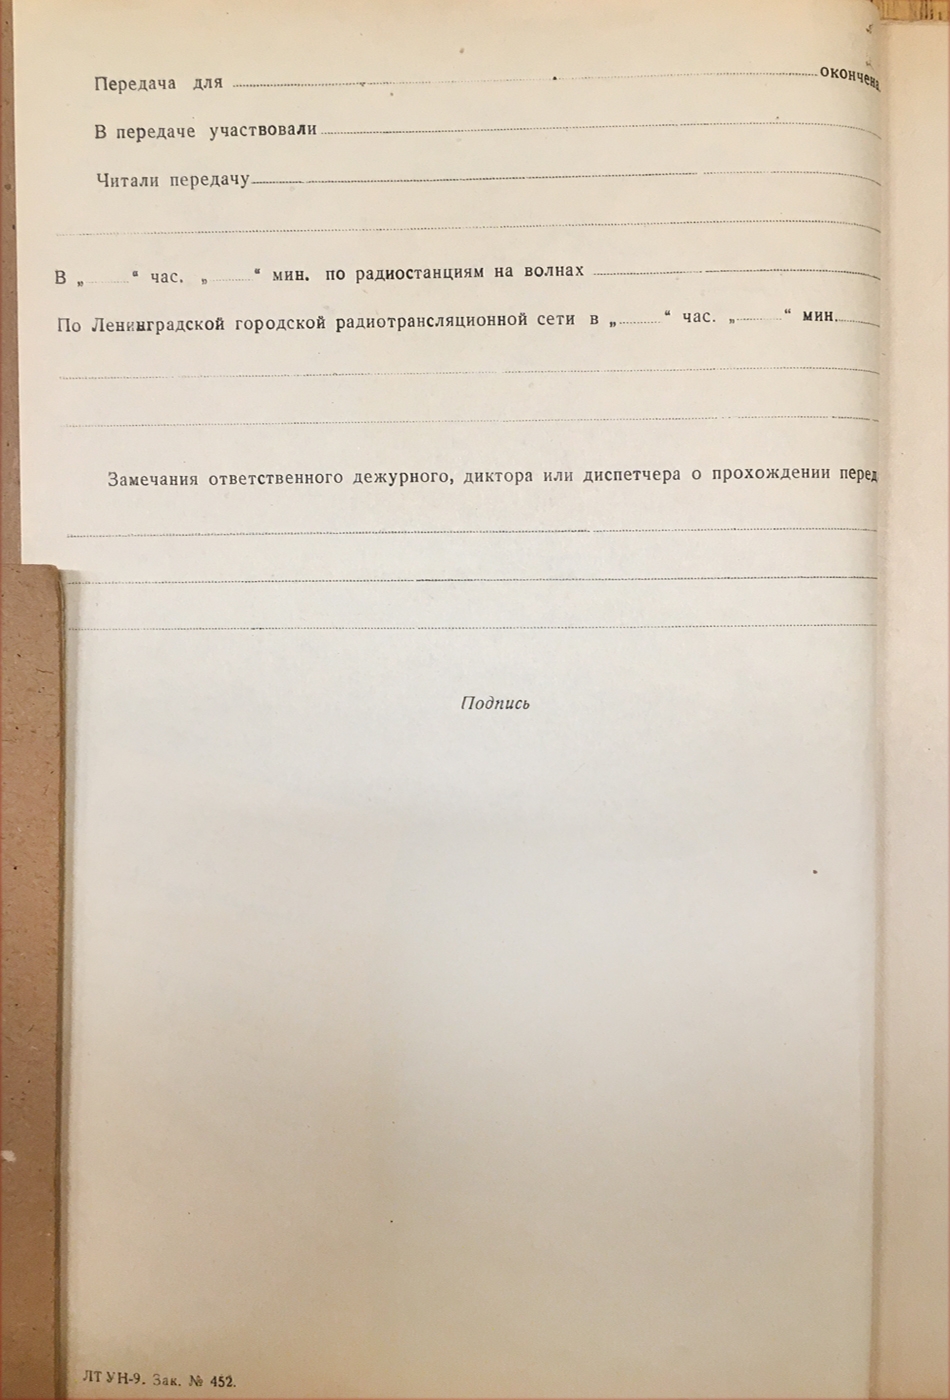 Передача для ........ окончена
В передаче участвовали ........
Читали передачу ........
В „........“ час. „........“ мин. по радиостанциям на волнах ........
По Ленинградской городской радиотрансляционной сети в „........“ час. „........“ мин. ........
Замечания ответственного дежурного, диктора или диспетчера о прохождении перед
Подпись
ЛТ УН-9. Зак. № 452.